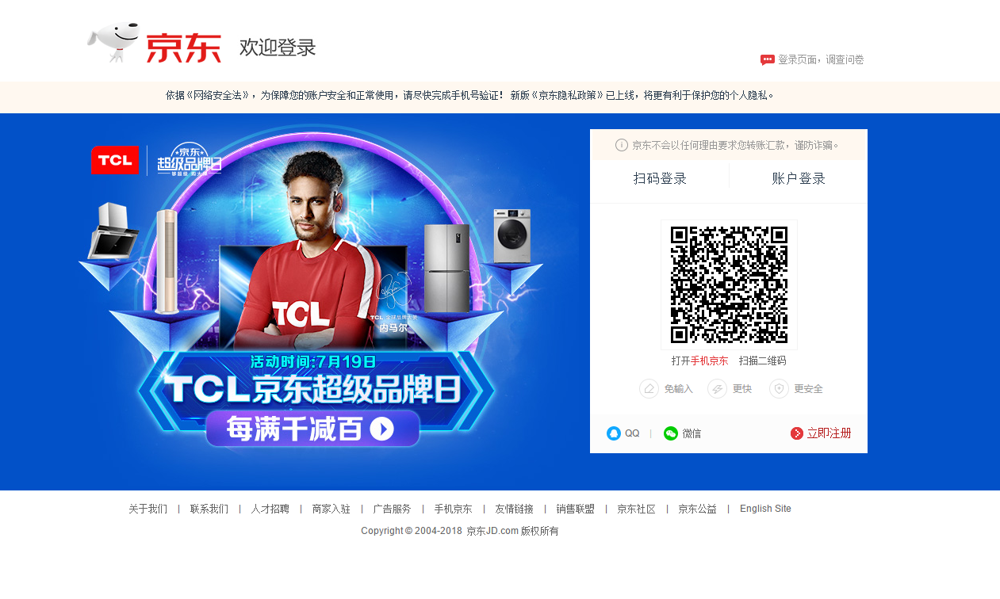 京东 欢迎登录
登录页面，调查问卷
依据《网络安全法》，为保障您的账户安全和正常使用，请尽快完成手机号验证！ 新版《京东隐私政策》已上线，将更有利于保护您的个人隐私。
TCL
京东
超级品牌日
京东不会以任何理由要求您转账汇款，谨防诈骗。
扫码登录 账户登录
TCL
TCL 全球品牌大使
内马尔
活动时间:7月19日
TCL京东超级品牌日
每满千减百
打开手机京东 扫描二维码
免输入 更快 更安全
QQ | 微信 立即注册
关于我们 | 联系我们 | 人才招聘 | 商家入驻 | 广告服务 | 手机京东 | 友情链接 | 销售联盟 | 京东社区 | 京东公益 | English Site
Copyright © 2004-2018 京东JD.com 版权所有